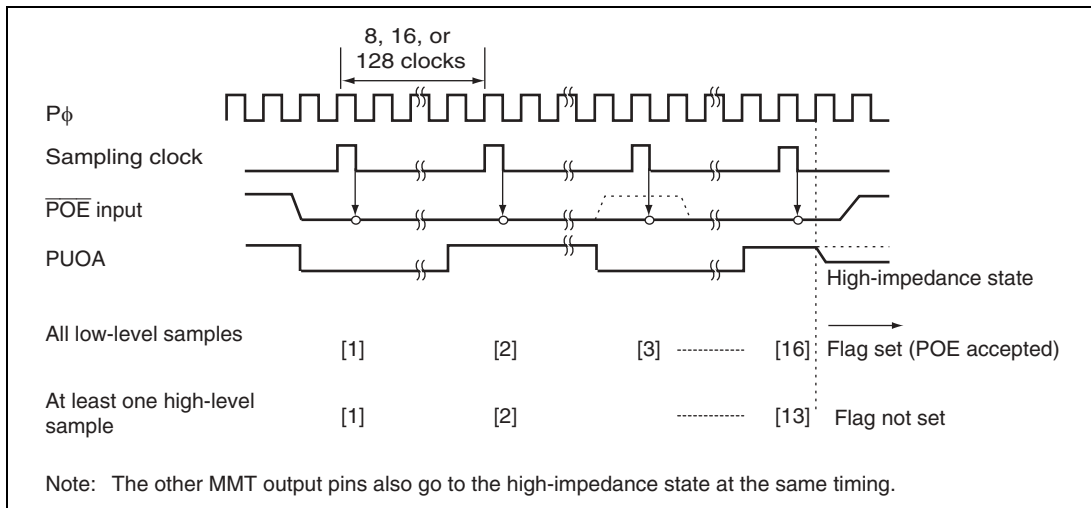 8, 16, or
128 clocks
Pϕ
Sampling clock
POE input
PUOA
High-impedance state
All low-level samples
[1] [2] [3] [16] Flag set (POE accepted)
At least one high-level
sample
[1] [2] [13] Flag not set
Note: The other MMT output pins also go to the high-impedance state at the same timing.